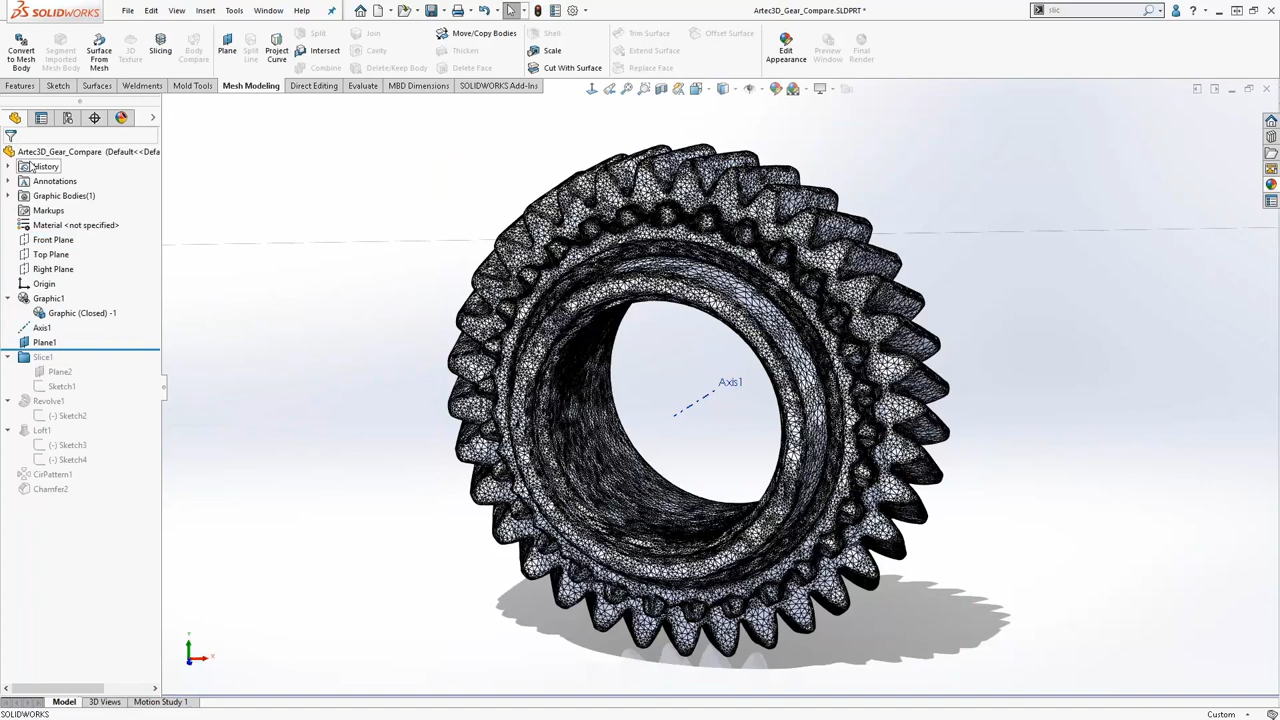 SOLIDWORKS File Edit View Insert Tools Window Help Artec3D_Gear_Compare.SLDPRT * slic
Convert to Mesh Body
Segment Imported Mesh Body
3D Texture
Surface From Mesh
Slicing
Body Compare
Plane
Split Line
Project Curve
Split
Intersect
Combine
Join
Cavity
Delete/Keep Body
Move/Copy Bodies
Thicken
Delete Face
Shell
Scale
Cut With Surface
Trim Surface
Extend Surface
Replace Face
Offset Surface
Edit Appearance
Preview Window
Final Render
Features Sketch Surfaces Weldments Mold Tools Mesh Modeling Direct Editing Evaluate MBD Dimensions SOLIDWORKS Add-Ins
Artec3D_Gear_Compare (Default<<Defa
History
Annotations
Graphic Bodies(1)
Markups
Material <not specified>
Front Plane
Top Plane
Right Plane
Origin
Graphic1
Graphic (Closed) -1
Axis1
Plane1
Slice1
Plane2
Sketch1
Revolve1
(-) Sketch2
Loft1
(-) Sketch3
(-) Sketch4
CirPattern1
Chamfer2
Axis1
Y
X
Model 3D Views Motion Study 1
SOLIDWORKS Custom